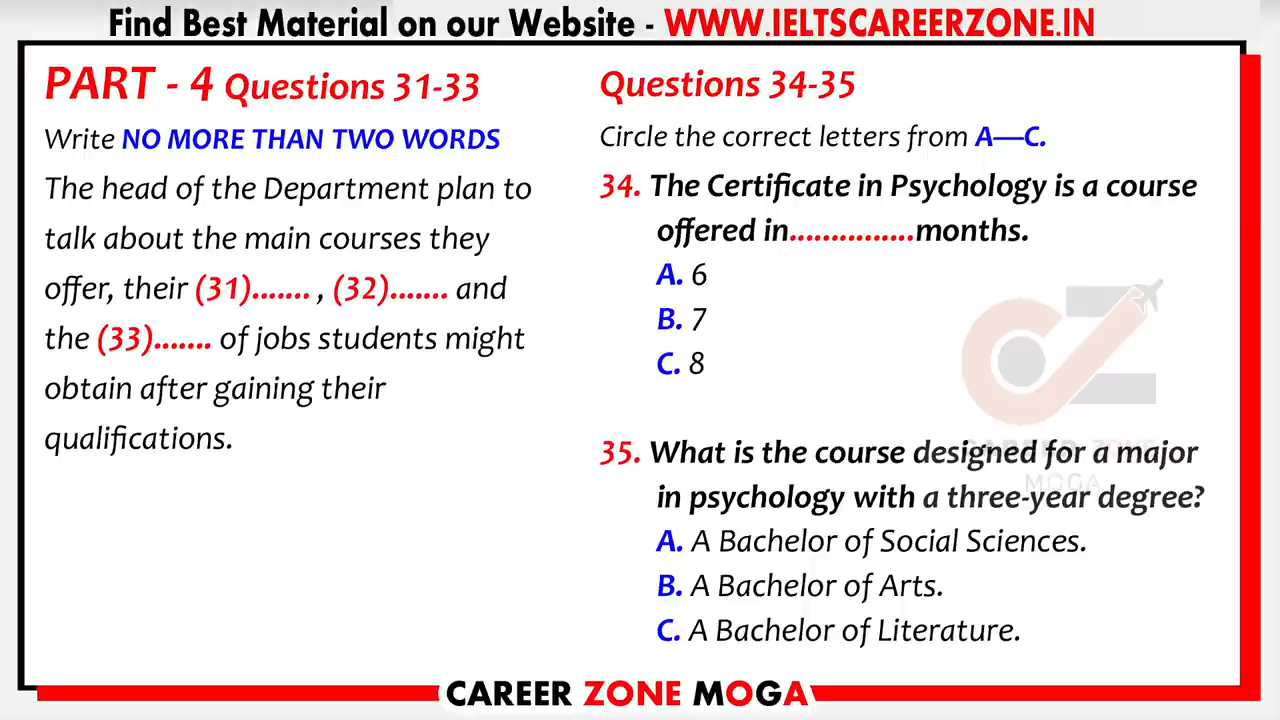 Find Best Material on our Website - WWW.IELTSCAREERZONE.IN
PART - 4 Questions 31-33
Write NO MORE THAN TWO WORDS
The head of the Department plan to
talk about the main courses they
offer, their (31)....... , (32)....... and
the (33)....... of jobs students might
obtain after gaining their
qualifications.
Questions 34-35
Circle the correct letters from A—C.
34. The Certificate in Psychology is a course
offered in...............months.
A. 6
B. 7
C. 8
35. What is the course designed for a major
in psychology with a three-year degree?
A. A Bachelor of Social Sciences.
B. A Bachelor of Arts.
C. A Bachelor of Literature.
CAREER ZONE
MOGA
CAREER ZONE MOGA